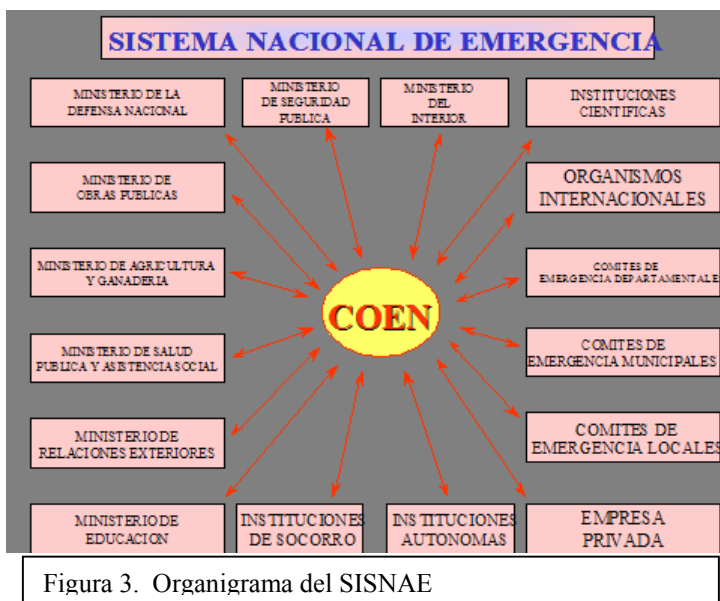 SISTEMA NACIONAL DE EMERGENCIA
MINISTERIO DE LA
DEFENSA NACIONAL
MINISTERIO
DE SEGURIDAD
PUBLICA
MINISTERIO
DEL
INTERIOR
INSTITUCIONES
CIENTIFICAS
MINISTERIO DE
OBRAS PUBLICAS
ORGANISMOS
INTERNACIONALES
MINISTERIO DE AGRICULTURA
Y GANADERIA
COMITES DE
EMERGENCIA DEPARTAMENTALE
COEN
MINISTERIO DE SALUD
PUBLICA Y ASISTENCIA SOCIAL
COMITES DE
EMERGENCIA MUNICIPALES
MINISTERIO DE
RELACIONES EXTERIORES
COMITES DE
EMERGENCIA LOCALES
MINISTERIO DE
EDUCACION
INSTITUCIONES
DE SOCORRO
INSTITUCIONES
AUTONOMAS
EMPRESA
PRIVADA
Figura 3. Organigrama del SISNAE